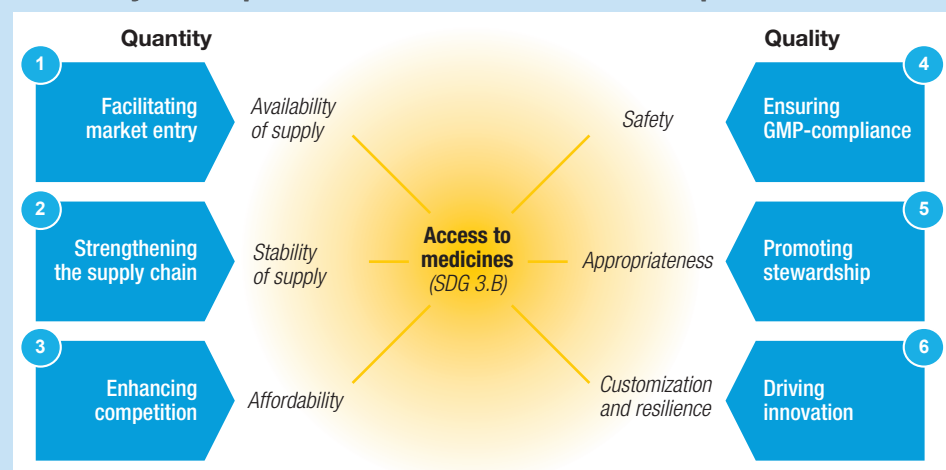 Quantity
1
Facilitating
market entry
Availability
of supply
2
Strengthening
the supply chain
Stability
of supply
3
Enhancing
competition
Affordability
Access to
medicines
(SDG 3.B)
Quality
Safety
4
Ensuring
GMP-compliance
Appropriateness
5
Promoting
stewardship
Customization
and resilience
6
Driving
innovation